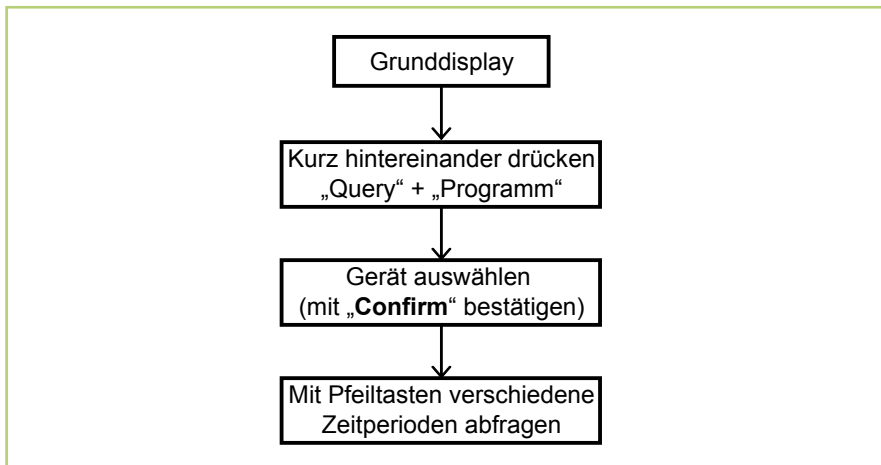 Grunddisplay
Kurz hintereinander drücken
„Query“ + „Programm“
Gerät auswählen
(mit „Confirm“ bestätigen)
Mit Pfeiltasten verschiedene
Zeitperioden abfragen